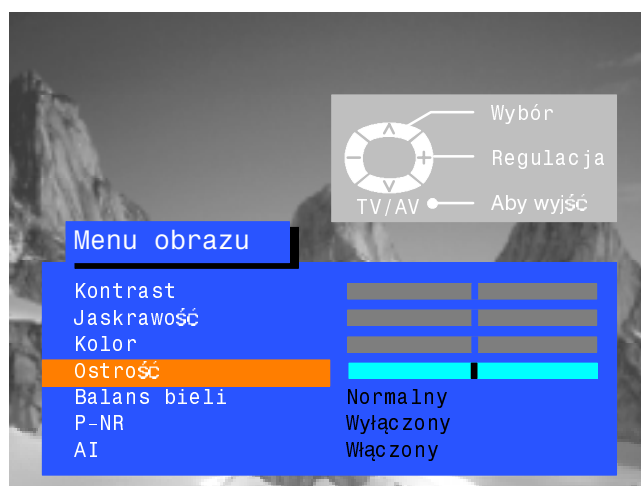 Wybór
Regulacja
TV/AV Aby wyjść
Menu obrazu
Kontrast
Jaskrawość
Kolor
Ostrość
Balans bieli Normalny
P-NR Wyłączony
AI Włączony